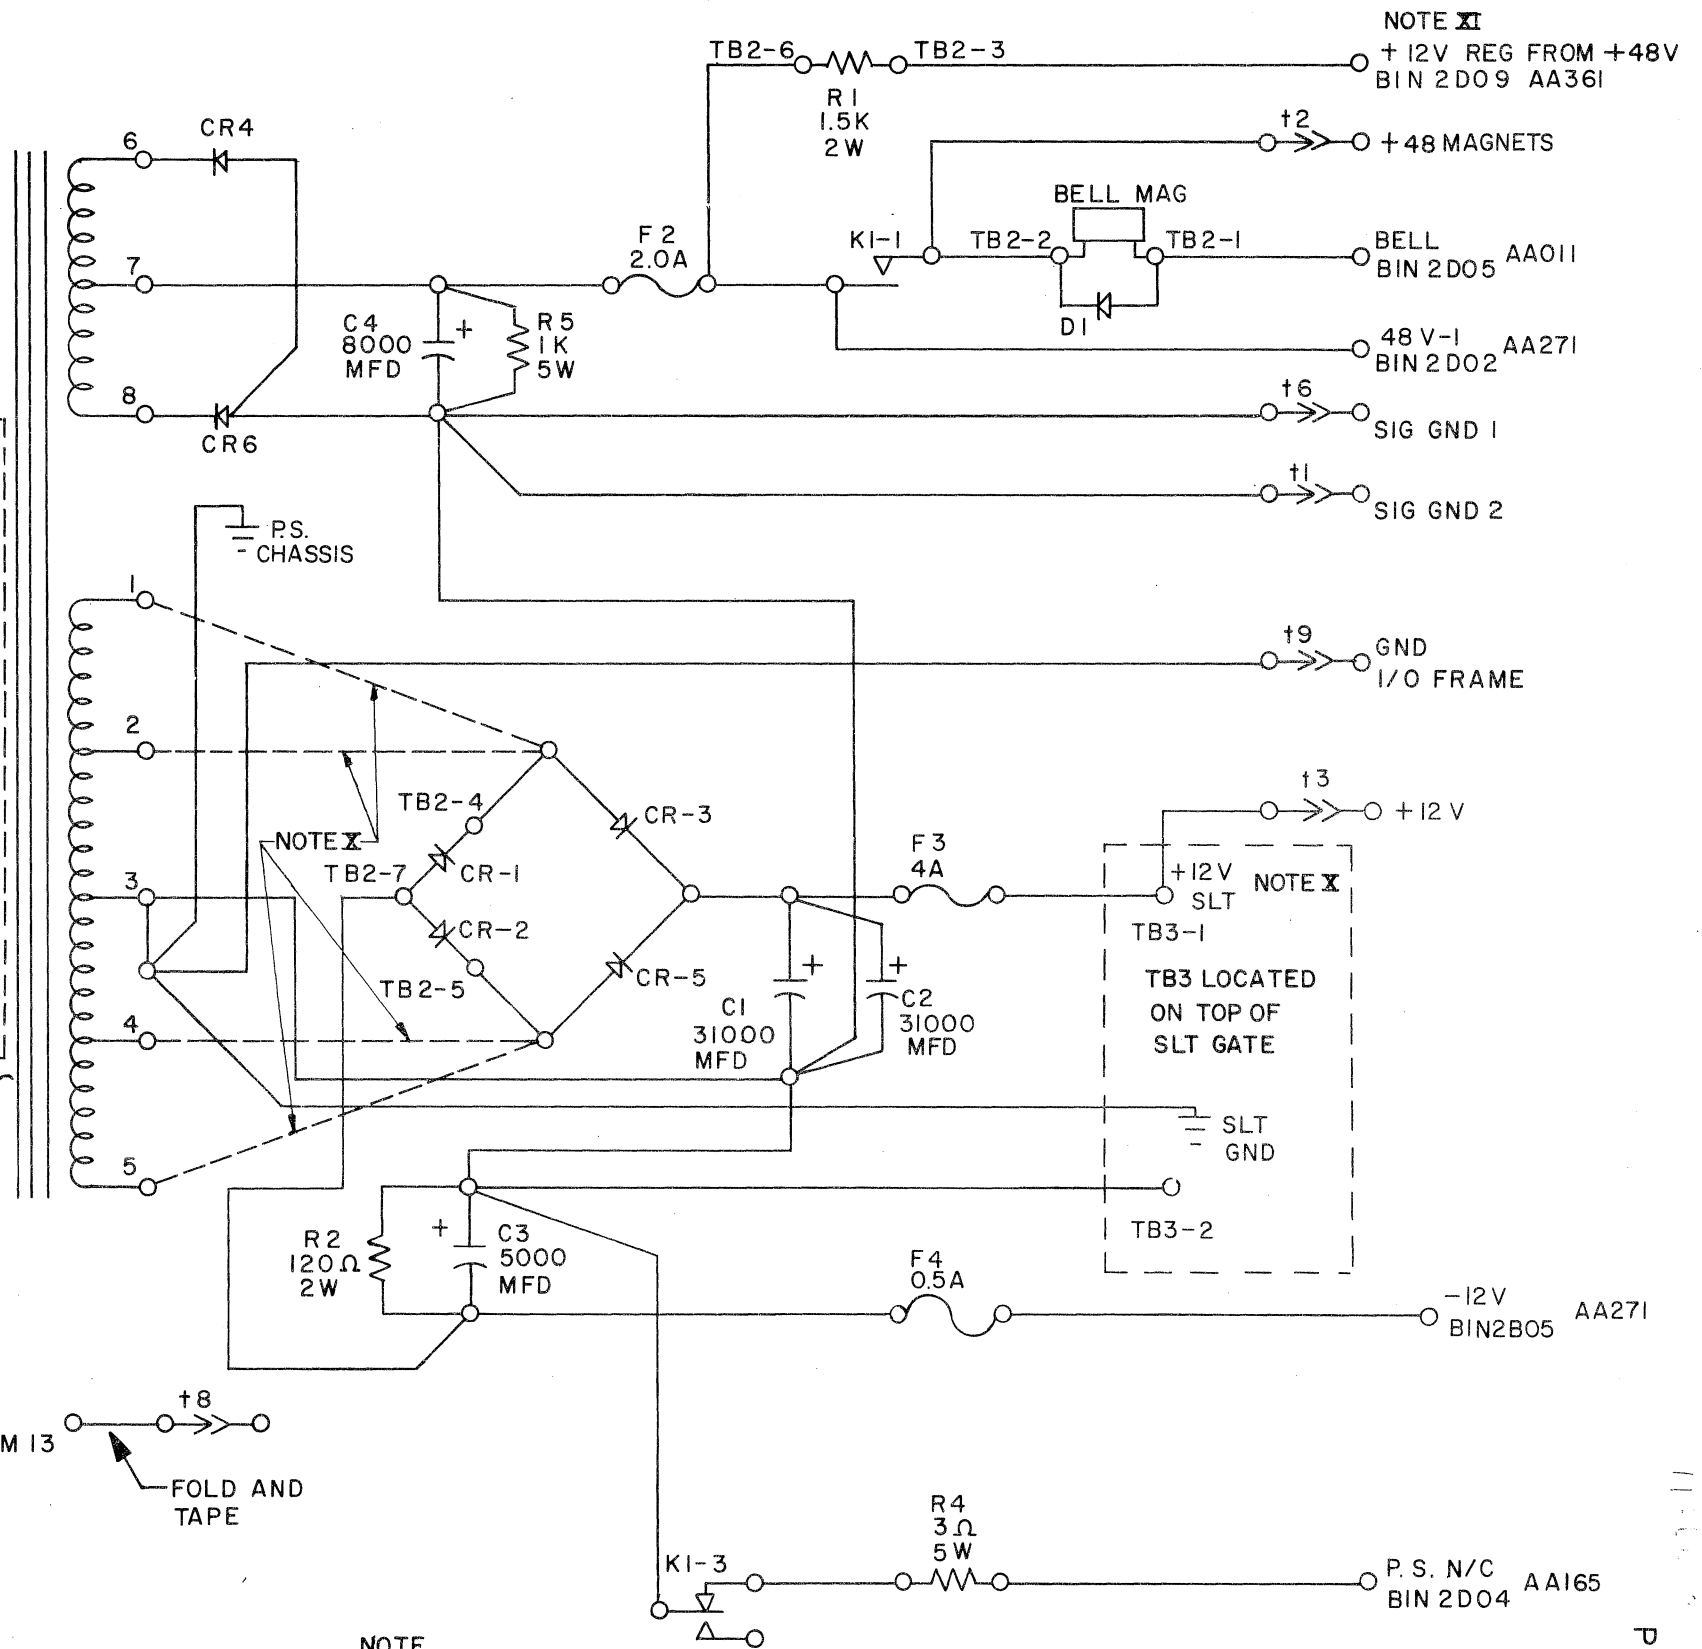 NOTE XI
+12V REG FROM +48V
BIN 2D09 AA361
TB2-6
TB2-3
R1
1.5K
2W
†2
+48 MAGNETS
6
CR4
BELL MAG
K1-1
TB2-2
TB2-1
BELL
BIN 2D05
AA011
F2
2.0A
7
D1
C4
8000
MFD
+
R5
1K
5W
48V-1
BIN 2D02
AA271
8
CR6
†6
SIG GND 1
†1
SIG GND 2
P.S.
CHASSIS
1
†9
GND
I/O FRAME
2
TB2-4
CR-3
†3
+12V
NOTE X
CR-1
TB2-7
3
F3
4A
+12V
SLT
NOTE X
TB3-1
CR-2
TB2-5
CR-5
TB3 LOCATED
ON TOP OF
SLT GATE
+
C1
31000
MFD
+
C2
31000
MFD
4
SLT
GND
5
TB3-2
R2
120Ω
2W
+
C3
5000
MFD
F4
0.5A
-12V
BIN2B05
AA271
†8
M 13
FOLD AND
TAPE
R4
3Ω
5W
K1-3
P.S. N/C
BIN 2D04
AA165
NOTE
P